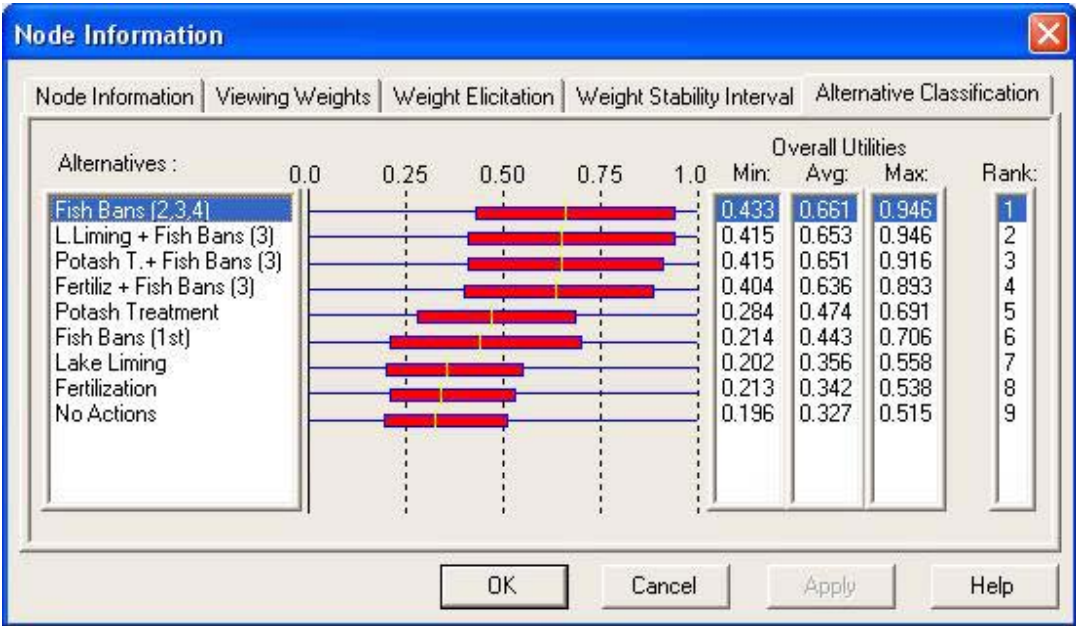 Node Information
Node Information Viewing Weights Weight Elicitation Weight Stability Interval Alternative Classification
Overall Utilities
Alternatives : 0.0 0.25 0.50 0.75 1.0 Min: Avg: Max: Rank:
Fish Bans (2,3,4) 0.433 0.661 0.946 1
L.Liming + Fish Bans (3) 0.415 0.653 0.946 2
Potash T.+ Fish Bans (3) 0.415 0.651 0.916 3
Fertiliz + Fish Bans (3) 0.404 0.636 0.893 4
Potash Treatment 0.284 0.474 0.691 5
Fish Bans (1st) 0.214 0.443 0.706 6
Lake Liming 0.202 0.356 0.558 7
Fertilization 0.213 0.342 0.538 8
No Actions 0.196 0.327 0.515 9
OK Cancel Apply Help